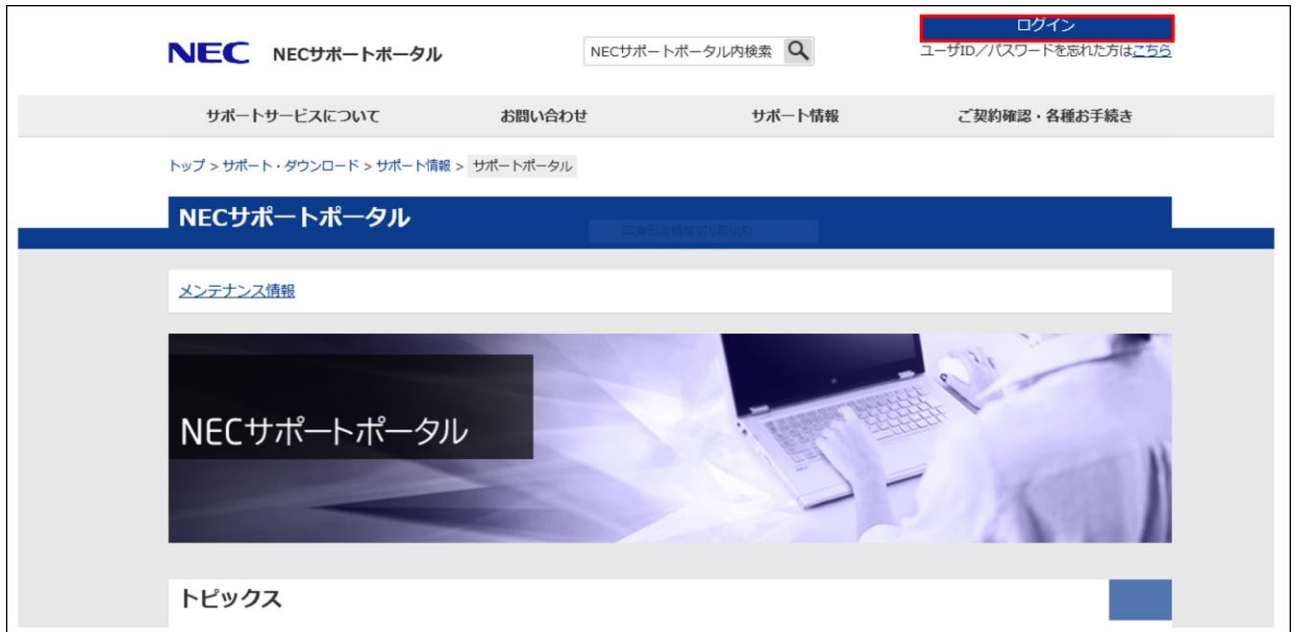 ログイン
NEC NECサポートポータル
NECサポートポータル内検索
ユーザID／パスワードを忘れた方はこちら
サポートサービスについて お問い合わせ サポート情報 ご契約確認・各種お手続き
トップ > サポート・ダウンロード > サポート情報 > サポートポータル
NECサポートポータル
メンテナンス情報
NECサポートポータル
トピックス